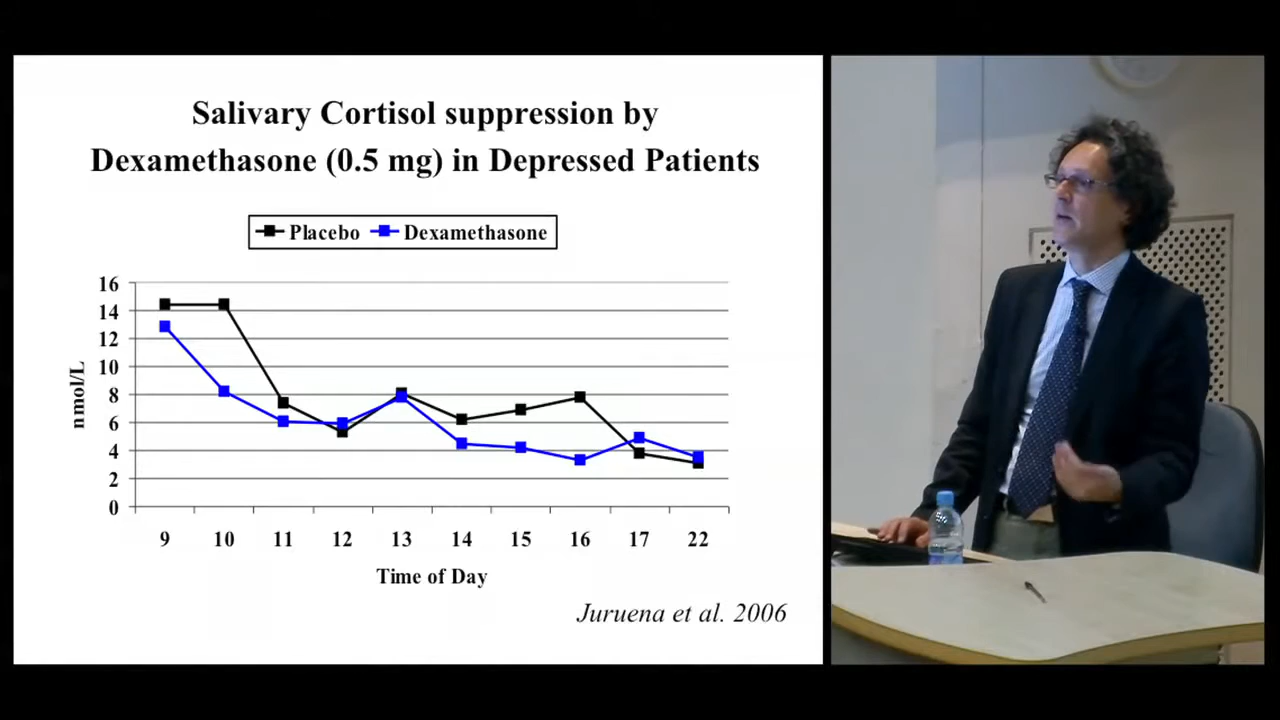 Salivary Cortisol suppression by
Dexamethasone (0.5 mg) in Depressed Patients
Placebo Dexamethasone
16
14
12
10
8
6
4
2
0
nmol/L
9 10 11 12 13 14 15 16 17 22
Time of Day
Juruena et al. 2006